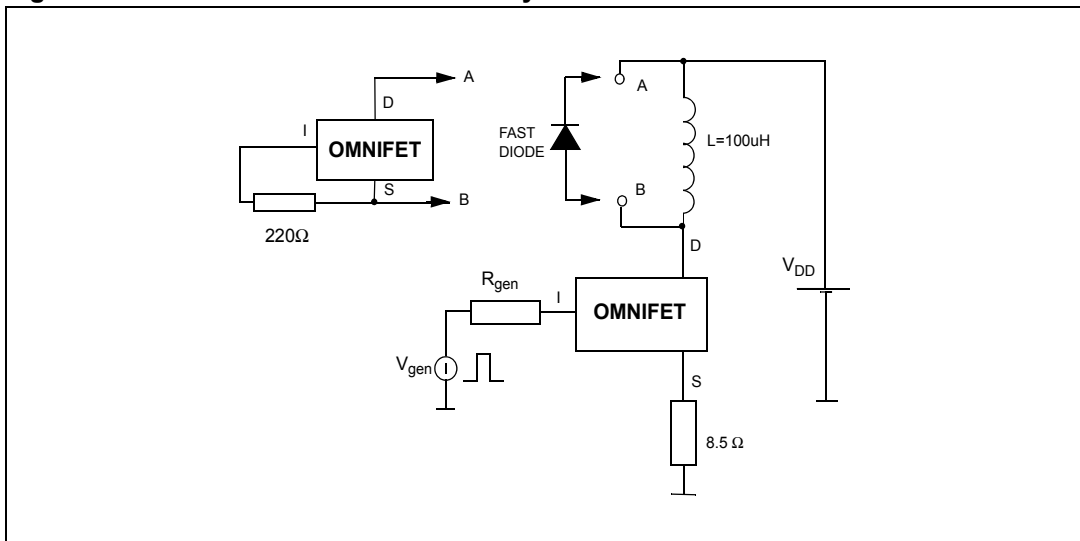 A
D
I
OMNIFET
S
B
220Ω
A
FAST
DIODE
L=100uH
B
D
V_DD
R_gen
I
OMNIFET
V_gen
S
8.5 Ω